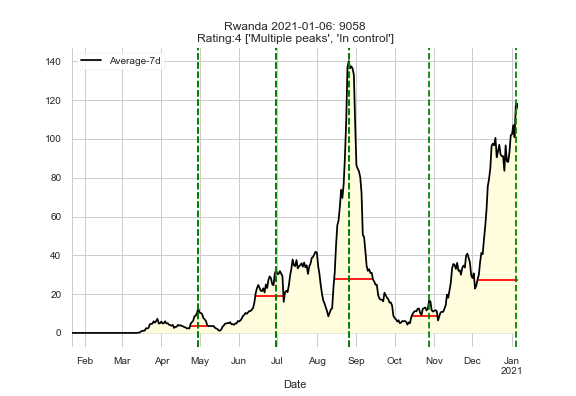 Rwanda 2021-01-06: 9058
Rating:4 ['Multiple peaks', 'In control']
Average-7d
140
120
100
80
60
40
20
0
Feb Mar Apr May Jun Jul Aug Sep Oct Nov Dec Jan
2021
Date